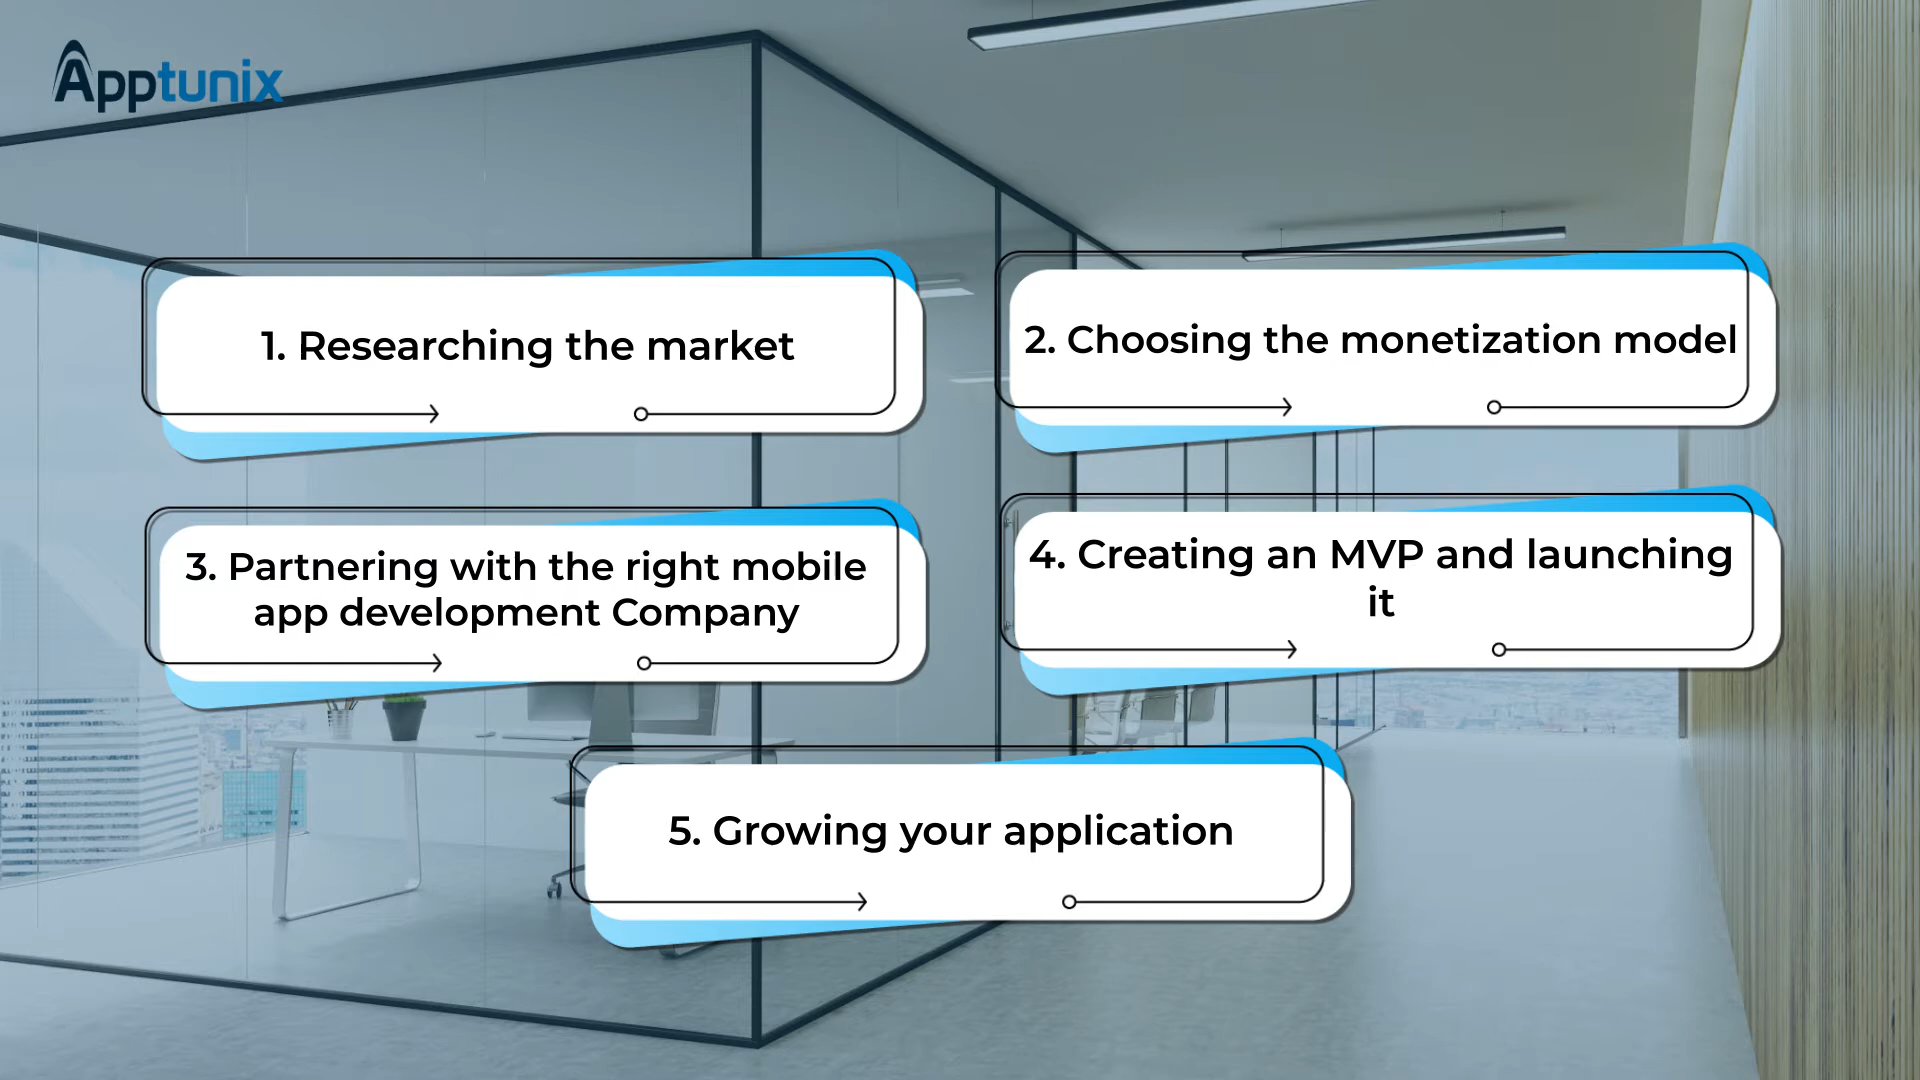 Apptunix
1. Researching the market
2. Choosing the monetization model
3. Partnering with the right mobile
app development Company
4. Creating an MVP and launching
it
5. Growing your application